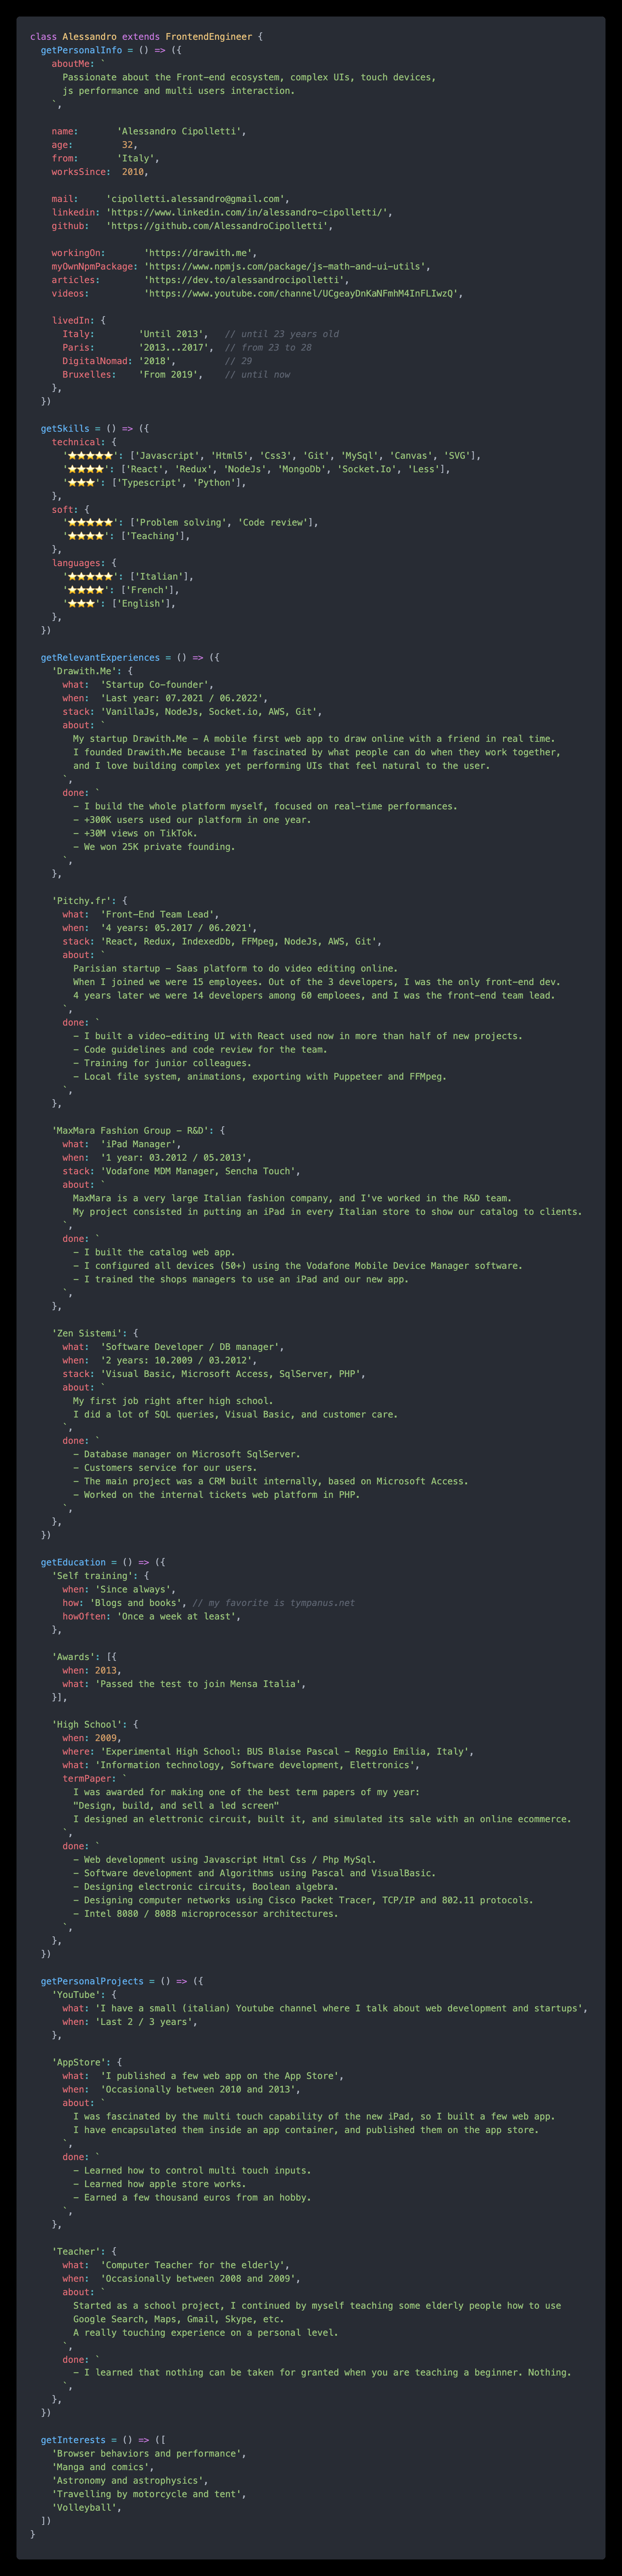 class Alessandro extends FrontendEngineer {
  getPersonalInfo = () => ({
    aboutMe: `
      Passionate about the Front-end ecosystem, complex UIs, touch devices,
      js performance and multi users interaction.
    `,

    name:       'Alessandro Cipolletti',
    age:         32,
    from:       'Italy',
    worksSince:  2010,

    mail:     'cipolletti.alessandro@gmail.com',
    linkedin: 'https://www.linkedin.com/in/alessandro-cipolletti/',
    github:   'https://github.com/AlessandroCipolletti',

    workingOn:       'https://drawith.me',
    myOwnNpmPackage: 'https://www.npmjs.com/package/js-math-and-ui-utils',
    articles:        'https://dev.to/alessandrocipolletti',
    videos:          'https://www.youtube.com/channel/UCgeayDnKaNFmhM4InFLIwzQ',

    livedIn: {
      Italy:        'Until 2013',   // until 23 years old
      Paris:        '2013...2017',  // from 23 to 28
      DigitalNomad: '2018',         // 29
      Bruxelles:    'From 2019',    // until now
    },
  })

  getSkills = () => ({
    technical: {
      '⭐⭐⭐⭐⭐': ['Javascript', 'Html5', 'Css3', 'Git', 'MySql', 'Canvas', 'SVG'],
      '⭐⭐⭐⭐': ['React', 'Redux', 'NodeJs', 'MongoDb', 'Socket.Io', 'Less'],
      '⭐⭐⭐': ['Typescript', 'Python'],
    },
    soft: {
      '⭐⭐⭐⭐⭐': ['Problem solving', 'Code review'],
      '⭐⭐⭐⭐': ['Teaching'],
    },
    languages: {
      '⭐⭐⭐⭐⭐': ['Italian'],
      '⭐⭐⭐⭐': ['French'],
      '⭐⭐⭐': ['English'],
    },
  })

  getRelevantExperiences = () => ({
    'Drawith.Me': {
      what:  'Startup Co-founder',
      when:  'Last year: 07.2021 / 06.2022',
      stack: 'VanillaJs, NodeJs, Socket.io, AWS, Git',
      about: `
        My startup Drawith.Me - A mobile first web app to draw online with a friend in real time.
        I founded Drawith.Me because I'm fascinated by what people can do when they work together,
        and I love building complex yet performing UIs that feel natural to the user.
      `,
      done: `
        - I build the whole platform myself, focused on real-time performances.
        - +300K users used our platform in one year.
        - +30M views on TikTok.
        - We won 25K private founding.
      `,
    },

    'Pitchy.fr': {
      what:  'Front-End Team Lead',
      when:  '4 years: 05.2017 / 06.2021',
      stack: 'React, Redux, IndexedDb, FFMpeg, NodeJs, AWS, Git',
      about: `
        Parisian startup - Saas platform to do video editing online.
        When I joined we were 15 employees. Out of the 3 developers, I was the only front-end dev.
        4 years later we were 14 developers among 60 emploees, and I was the front-end team lead.
      `,
      done: `
        - I built a video-editing UI with React used now in more than half of new projects.
        - Code guidelines and code review for the team.
        - Training for junior colleagues.
        - Local file system, animations, exporting with Puppeteer and FFMpeg.
      `,
    },

    'MaxMara Fashion Group - R&D': {
      what:  'iPad Manager',
      when:  '1 year: 03.2012 / 05.2013',
      stack: 'Vodafone MDM Manager, Sencha Touch',
      about: `
        MaxMara is a very large Italian fashion company, and I've worked in the R&D team.
        My project consisted in putting an iPad in every Italian store to show our catalog to clients.
      `,
      done: `
        - I built the catalog web app.
        - I configured all devices (50+) using the Vodafone Mobile Device Manager software.
        - I trained the shops managers to use an iPad and our new app.
      `,
    },

    'Zen Sistemi': {
      what:  'Software Developer / DB manager',
      when:  '2 years: 10.2009 / 03.2012',
      stack: 'Visual Basic, Microsoft Access, SqlServer, PHP',
      about: `
        My first job right after high school.
        I did a lot of SQL queries, Visual Basic, and customer care.
      `,
      done: `
        - Database manager on Microsoft SqlServer.
        - Customers service for our users.
        - The main project was a CRM built internally, based on Microsoft Access.
        - Worked on the internal tickets web platform in PHP.
      `,
    },
  })

  getEducation = () => ({
    'Self training': {
      when: 'Since always',
      how: 'Blogs and books', // my favorite is tympanus.net
      howOften: 'Once a week at least',
    },

    'Awards': [{
      when: 2013,
      what: 'Passed the test to join Mensa Italia',
    }],

    'High School': {
      when: 2009,
      where: 'Experimental High School: BUS Blaise Pascal - Reggio Emilia, Italy',
      what: 'Information technology, Software development, Elettronics',
      termPaper: `
        I was awarded for making one of the best term papers of my year:
        "Design, build, and sell a led screen"
        I designed an elettronic circuit, built it, and simulated its sale with an online ecommerce.
      `,
      done: `
        - Web development using Javascript Html Css / Php MySql.
        - Software development and Algorithms using Pascal and VisualBasic.
        - Designing electronic circuits, Boolean algebra.
        - Designing computer networks using Cisco Packet Tracer, TCP/IP and 802.11 protocols.
        - Intel 8080 / 8088 microprocessor architectures.
      `,
    },
  })

  getPersonalProjects = () => ({
    'YouTube': {
      what: 'I have a small (italian) Youtube channel where I talk about web development and startups',
      when: 'Last 2 / 3 years',
    },

    'AppStore': {
      what:  'I published a few web app on the App Store',
      when:  'Occasionally between 2010 and 2013',
      about: `
        I was fascinated by the multi touch capability of the new iPad, so I built a few web app.
        I have encapsulated them inside an app container, and published them on the app store.
      `,
      done: `
        - Learned how to control multi touch inputs.
        - Learned how apple store works.
        - Earned a few thousand euros from an hobby.
      `,
    },

    'Teacher': {
      what:  'Computer Teacher for the elderly',
      when:  'Occasionally between 2008 and 2009',
      about: `
        Started as a school project, I continued by myself teaching some elderly people how to use
        Google Search, Maps, Gmail, Skype, etc.
        A really touching experience on a personal level.
      `,
      done: `
        - I learned that nothing can be taken for granted when you are teaching a beginner. Nothing.
      `,
    },
  })

  getInterests = () => ([
    'Browser behaviors and performance',
    'Manga and comics',
    'Astronomy and astrophysics',
    'Travelling by motorcycle and tent',
    'Volleyball',
  ])
}